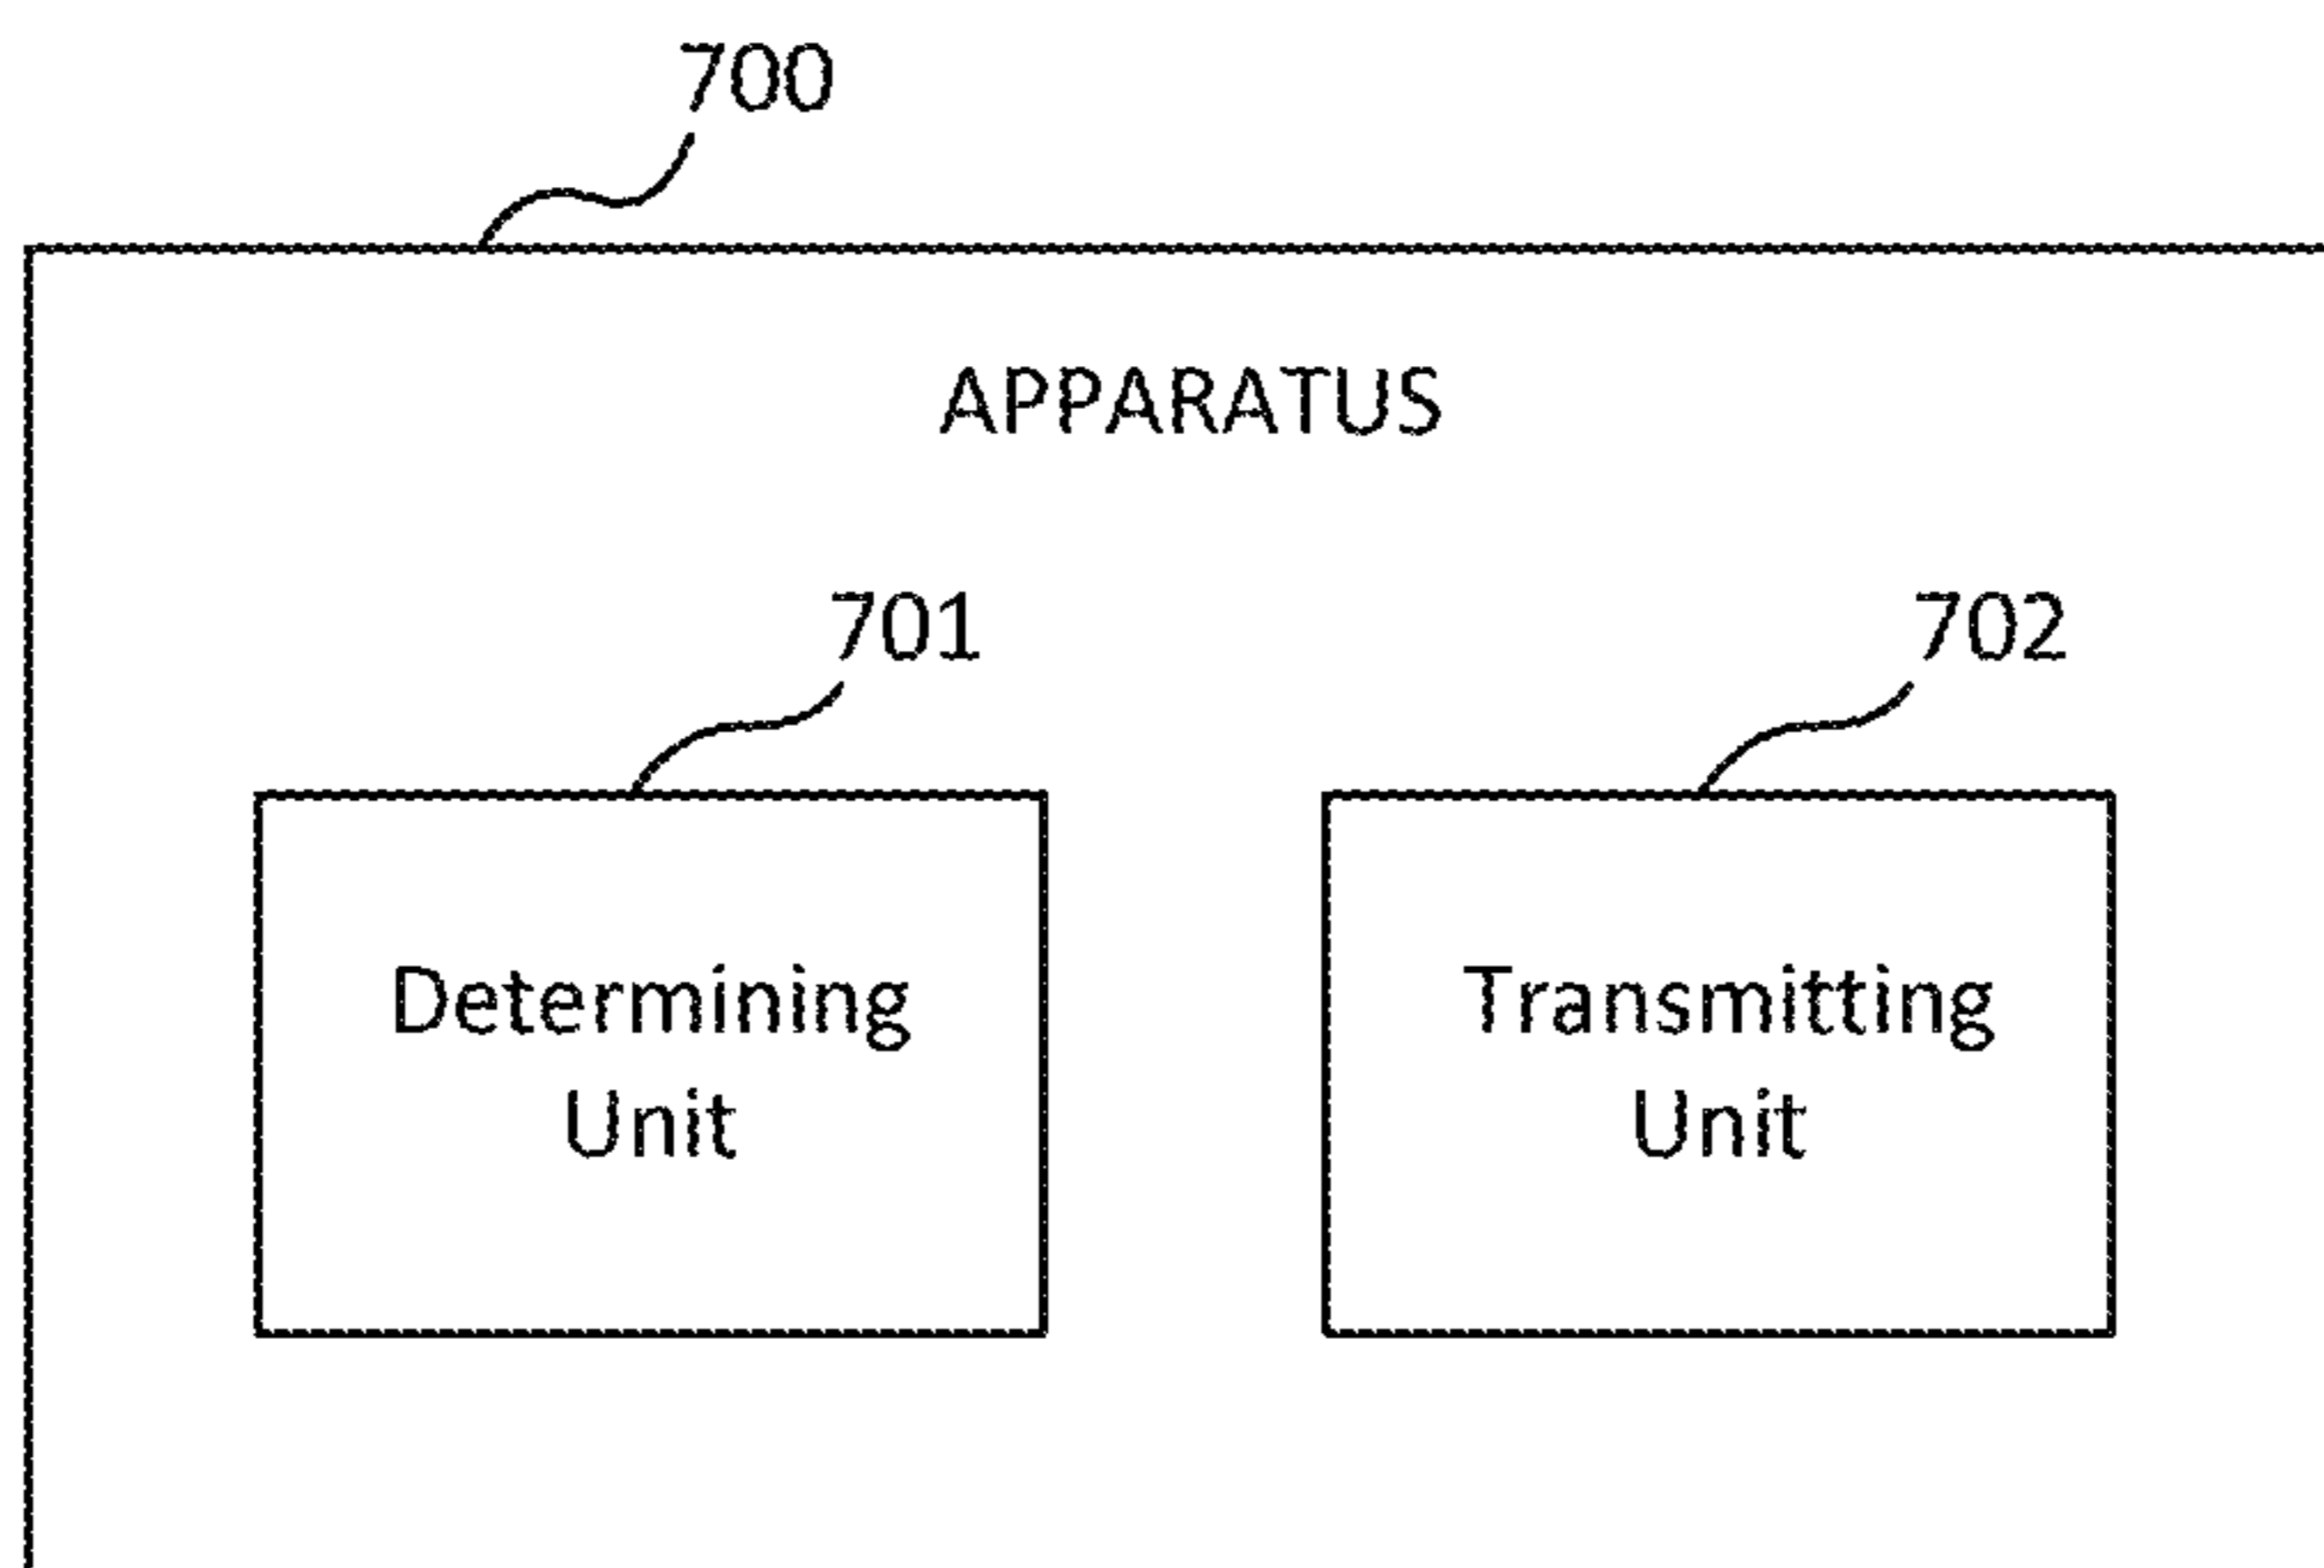 700
APPARATUS
701
702
Determining
Unit
Transmitting
Unit